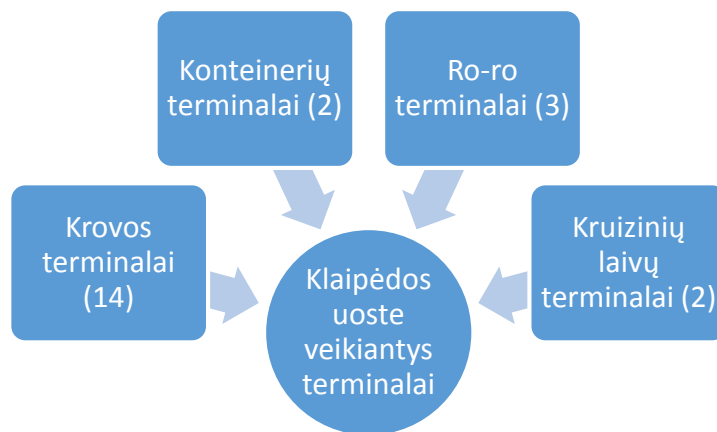 Konteinerių
terminalai (2)
Ro-ro
terminalai (3)
Krovos
terminalai
(14)
Kruizinių
laivų
terminalai (2)
Klaipėdos
uoste
veikiantys
terminalai